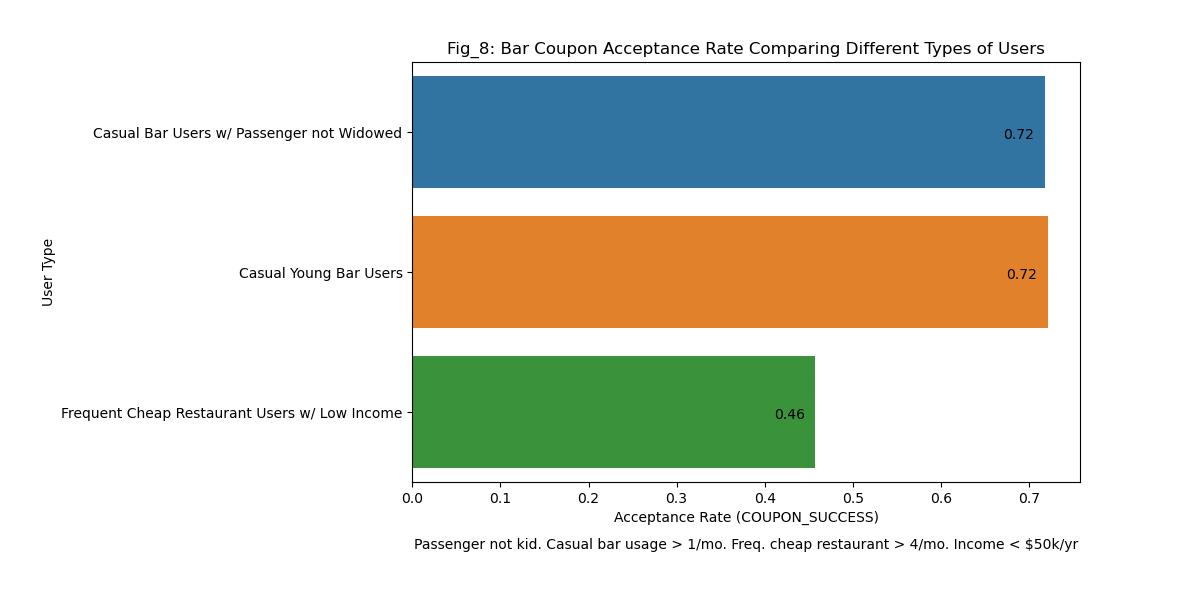 Fig_8: Bar Coupon Acceptance Rate Comparing Different Types of Users
Casual Bar Users w/ Passenger not Widowed
0.72
User Type
Casual Young Bar Users
0.72
Frequent Cheap Restaurant Users w/ Low Income
0.46
0.0 0.1 0.2 0.3 0.4 0.5 0.6 0.7
Acceptance Rate (COUPON_SUCCESS)
Passenger not kid. Casual bar usage > 1/mo. Freq. cheap restaurant > 4/mo. Income < $50k/yr